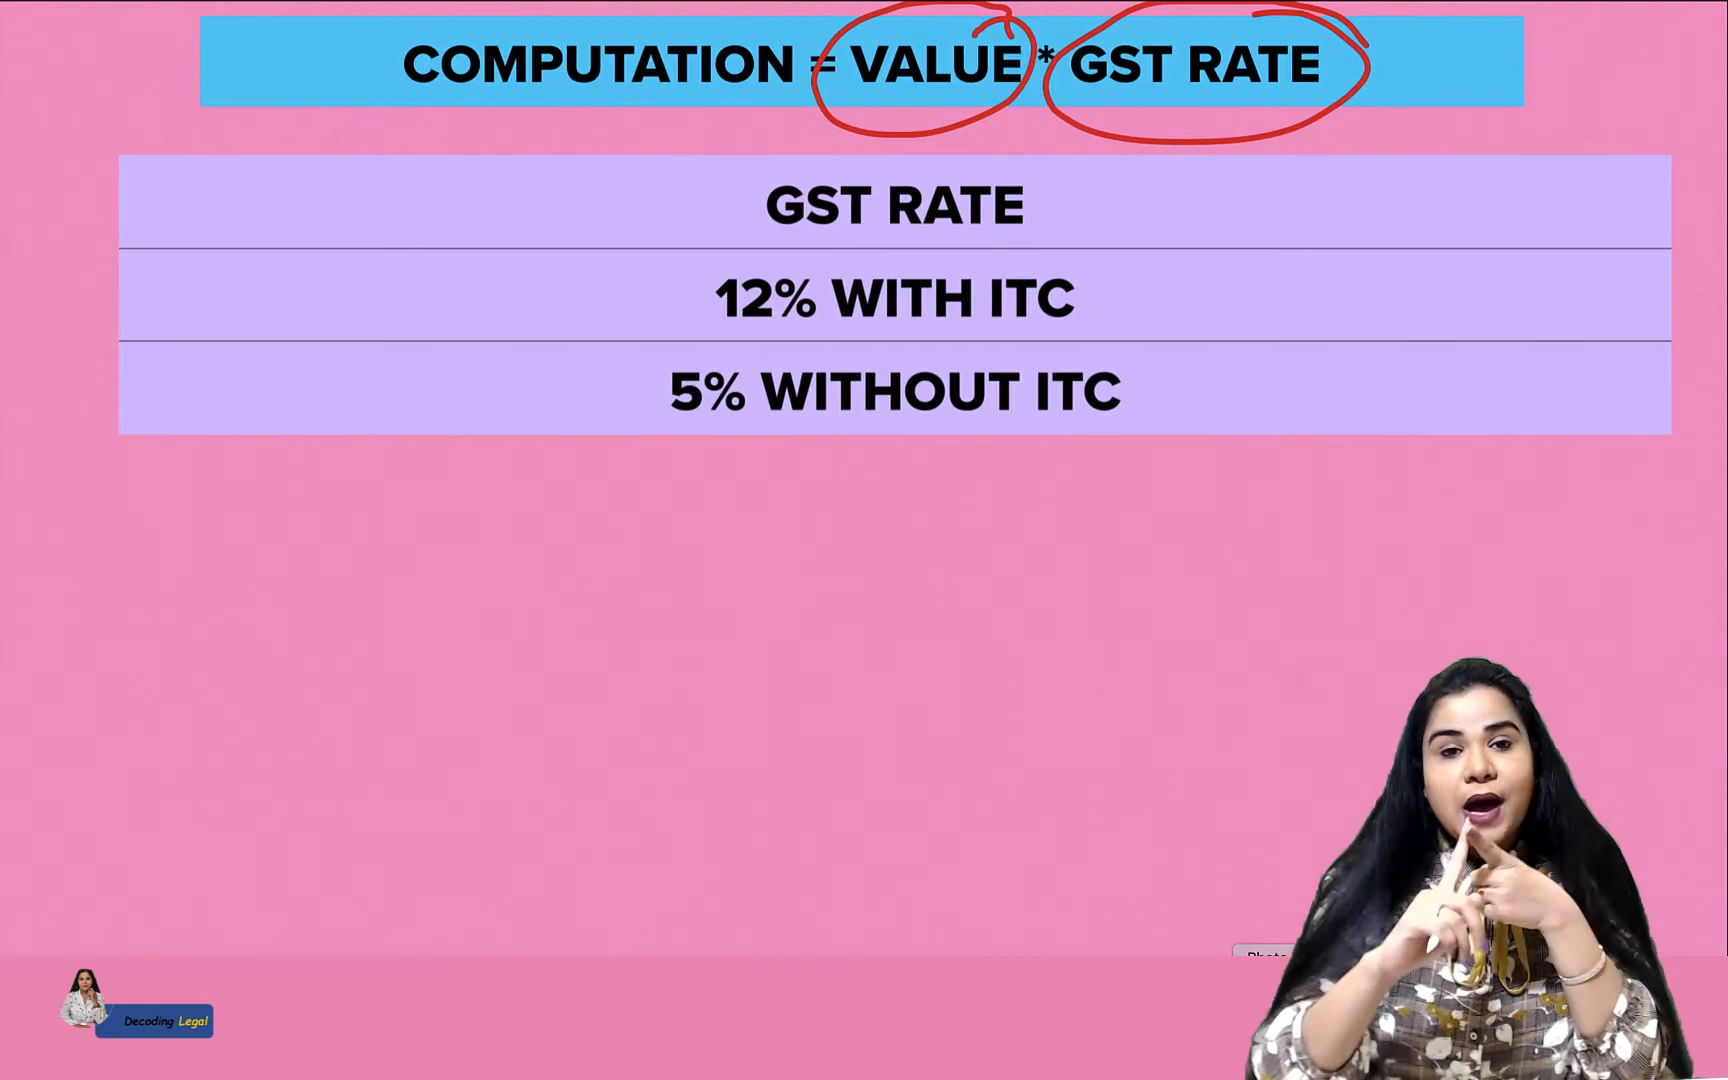 COMPUTATION = VALUE * GST RATE
GST RATE
12% WITH ITC
5% WITHOUT ITC
Decoding Legal